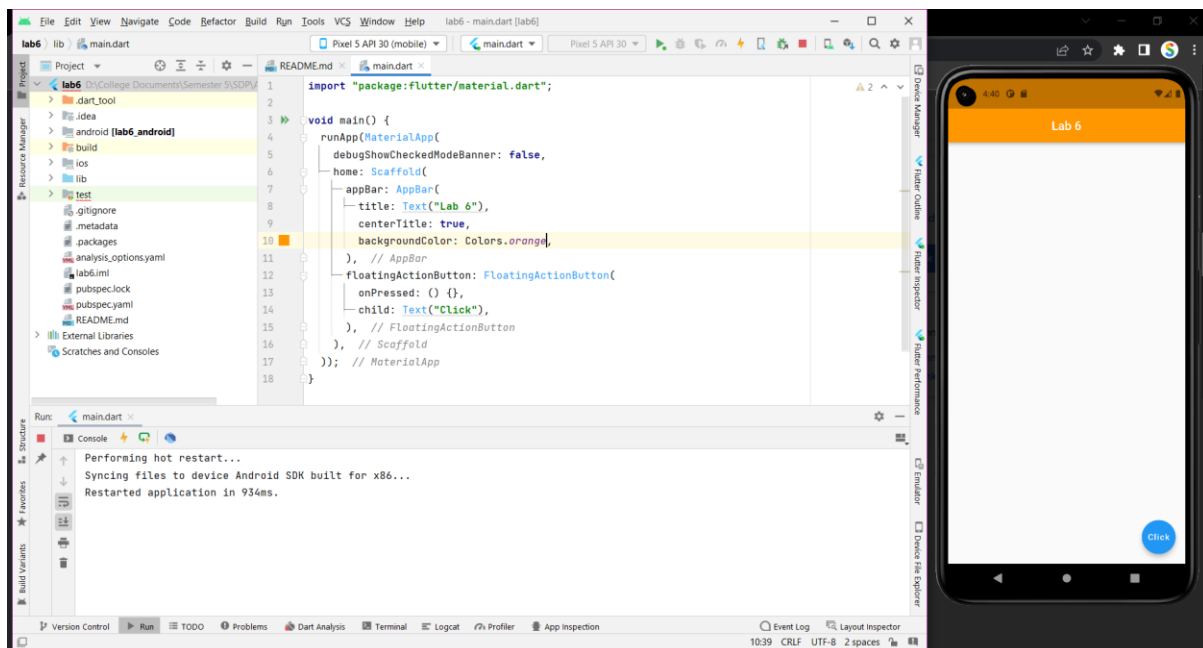 File Edit View Navigate Code Refactor Build Run Tools VCS Window Help lab6 - main.dart [lab6]
lab6 lib main.dart
Pixel 5 API 30 (mobile) main.dart Pixel 5 API 30
Project
README.md main.dart
lab6 D:\College Documents\Semester 5\SDP\
.dart_tool
.idea
android [lab6_android]
build
ios
lib
test
.gitignore
.metadata
.packages
analysis_options.yaml
lab6.iml
pubspec.lock
pubspec.yaml
README.md
External Libraries
Scratches and Consoles
1 import "package:flutter/material.dart";
2
3 void main() {
4 runApp(MaterialApp(
5 debugShowCheckedModeBanner: false,
6 home: Scaffold(
7 appBar: AppBar(
8 title: Text("Lab 6"),
9 centerTitle: true,
10 backgroundColor: Colors.orange,
11 ), // AppBar
12 floatingActionButton: FloatingActionButton(
13 onPressed: () {},
14 child: Text("Click"),
15 ), // FloatingActionButton
16 ), // Scaffold
17 )); // MaterialApp
18 }
2
Project
Resource Manager
Structure
Favorites
Build Variants
Device Manager
Flutter Outline
Flutter Inspector
Flutter Performance
Emulator
Device File Explorer
Run: main.dart
Console
Performing hot restart...
Syncing files to device Android SDK built for x86...
Restarted application in 934ms.
Version Control Run TODO Problems Dart Analysis Terminal Logcat Profiler App Inspection Event Log Layout Inspector
10:39 CRLF UTF-8 2 spaces
S
4:40
Lab 6
Click